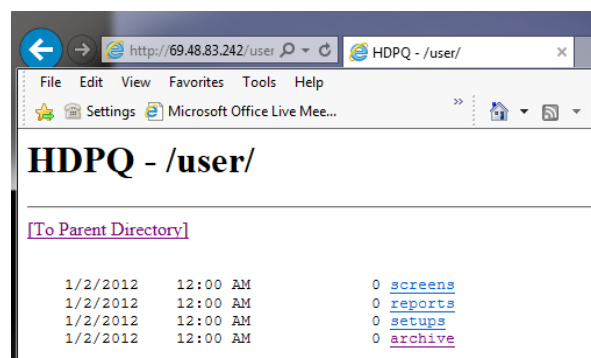 http://69.48.83.242/user HDPQ - /user/
File Edit View Favorites Tools Help
Settings Microsoft Office Live Mee...
HDPQ - /user/
[To Parent Directory]
1/2/2012 12:00 AM 0 screens
1/2/2012 12:00 AM 0 reports
1/2/2012 12:00 AM 0 setups
1/2/2012 12:00 AM 0 archive